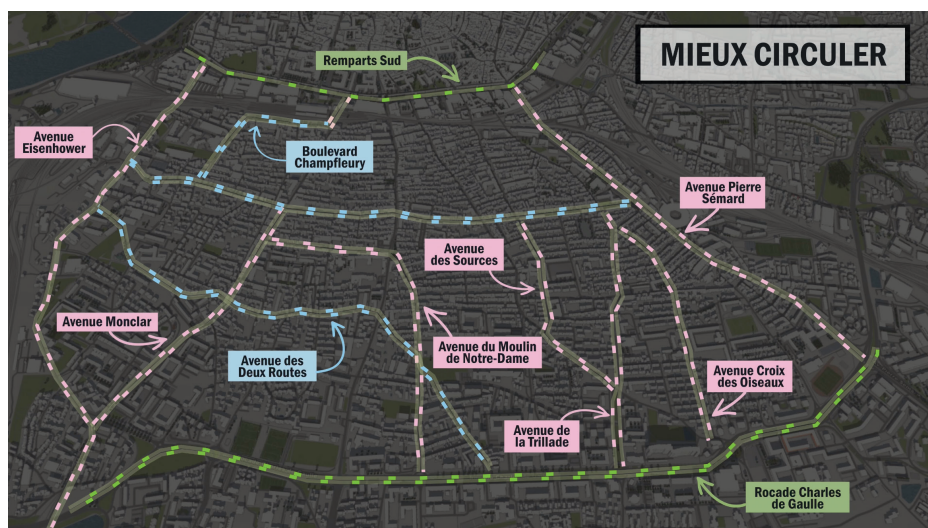 MIEUX CIRCULER
Remparts Sud
Avenue
Eisenhower
Boulevard
Champfleury
Avenue Pierre
Sémard
Avenue
des Sources
Avenue Monclar
Avenue des
Deux Routes
Avenue du Moulin
de Notre-Dame
Avenue Croix
des Oiseaux
Avenue de
la Trillade
Rocade Charles
de Gaulle